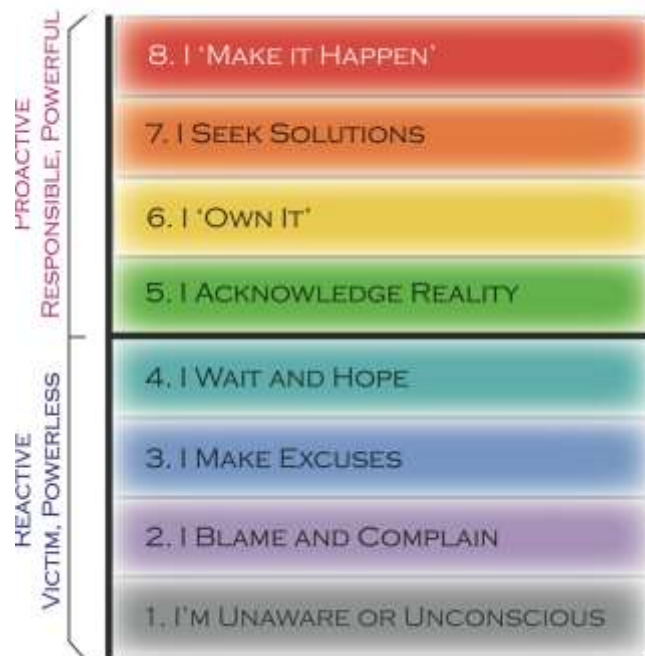 PROACTIVE
RESPONSIBLE, POWERFUL
8. I ‘MAKE IT HAPPEN’
7. I SEEK SOLUTIONS
6. I ‘OWN IT’
5. I ACKNOWLEDGE REALITY
REACTIVE
VICTIM, POWERLESS
4. I WAIT AND HOPE
3. I MAKE EXCUSES
2. I BLAME AND COMPLAIN
1. I’M UNAWARE OR UNCONSCIOUS